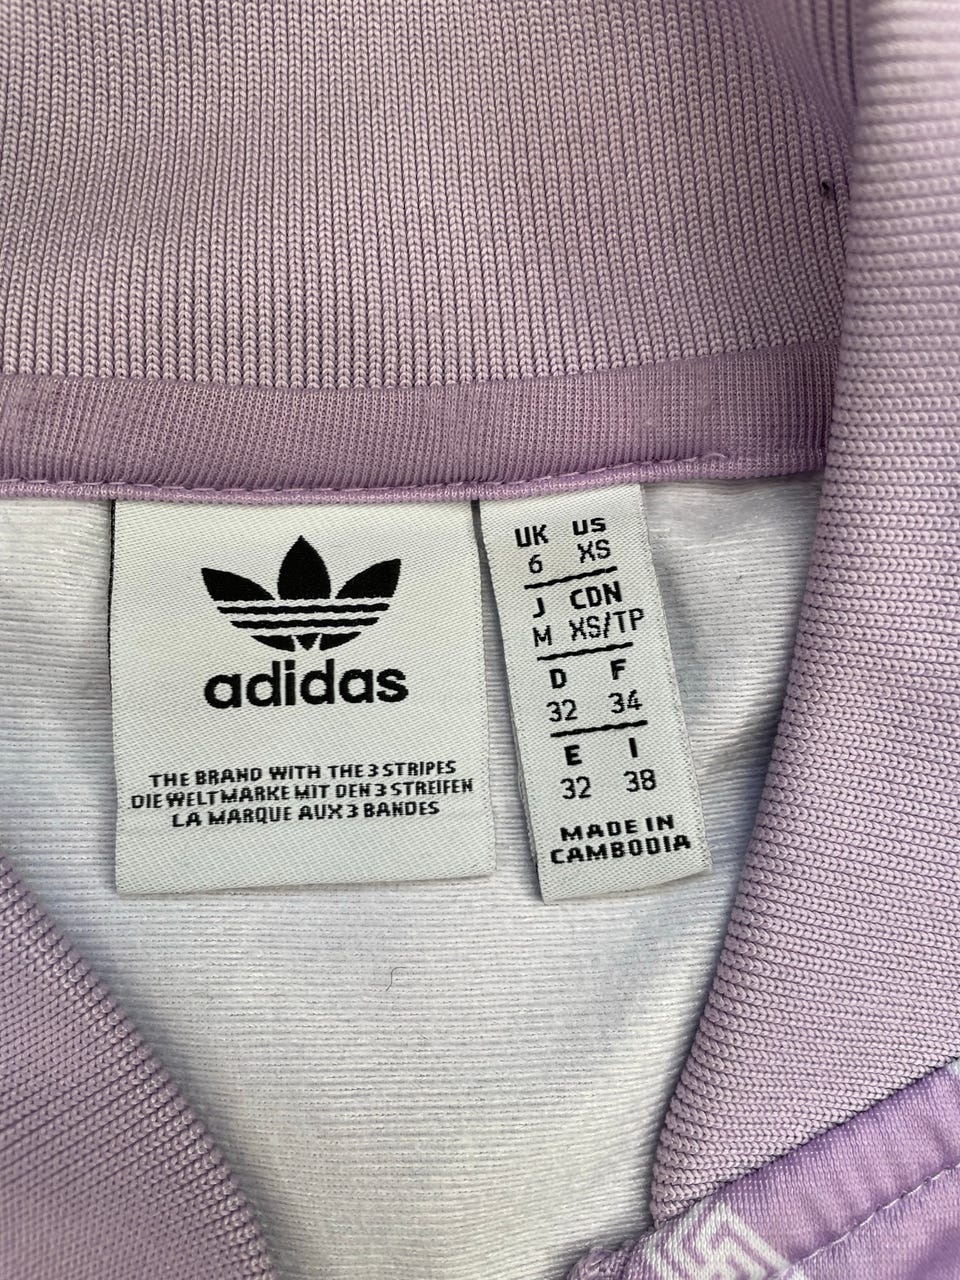 adidas
THE BRAND WITH THE 3 STRIPES
DIE WELTMARKE MIT DEN 3 STREIFEN
LA MARQUE AUX 3 BANDES
UK US
6 XS
J CDN
M XS/TP
D F
32 34
E I
32 38
MADE IN
CAMBODIA